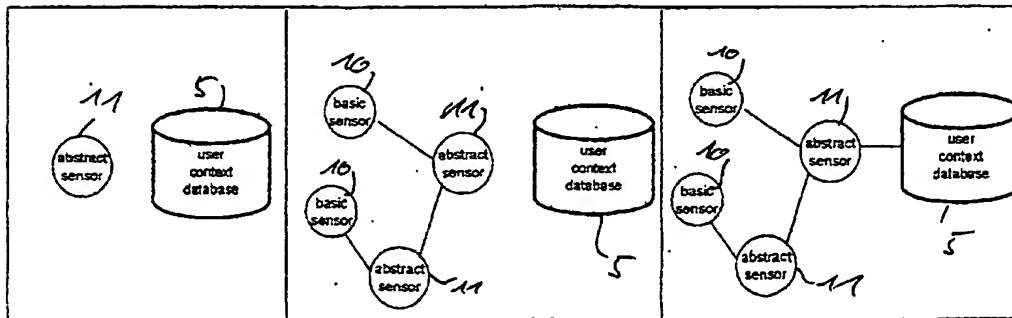 11
abstract
sensor
5
user
context
database
10
basic
sensor
11
abstract
sensor
10
basic
sensor
abstract
sensor
11
user
context
database
5
10
basic
sensor
11
abstract
sensor
10
basic
sensor
abstract
sensor
11
user
context
database
5